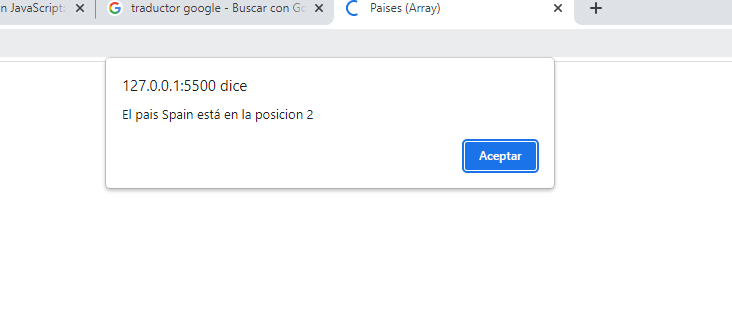 n JavaScript:
traductor google - Buscar con Go
Paises (Array)
127.0.0.1:5500 dice
El pais Spain está en la posicion 2
Aceptar